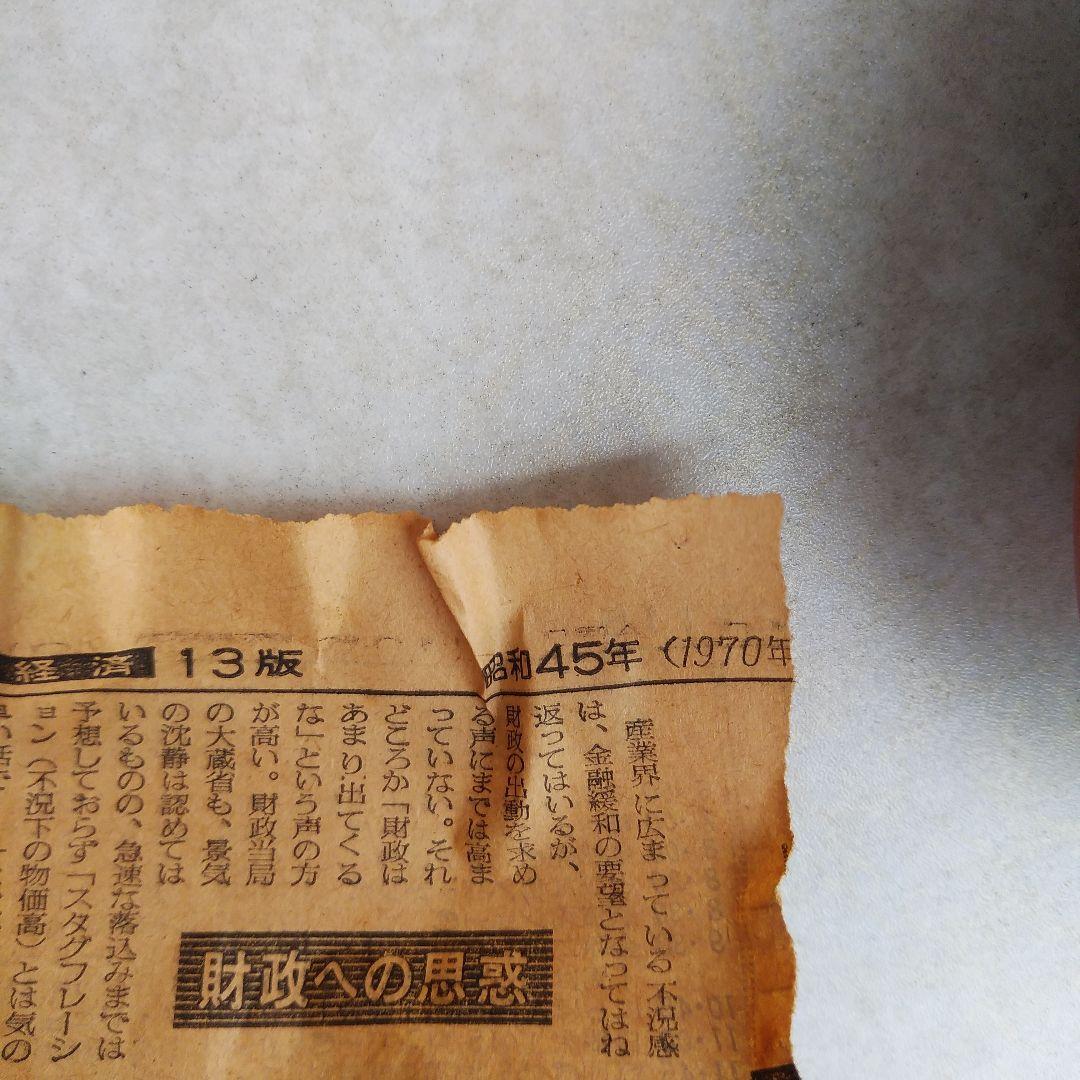 経済 13版 昭和45年 (1970年
産業界に広まっている不況感
は、金融緩和の要望となってはね
返ってはいるが、
財政の出動を求め
る声にまでは高ま
っていない。それ
どころか「財政は
あまり出てくる
な」という声の方
が高い。財政当局
の大蔵省も、景気
の沈静は認めては
いるものの、急速な落込みまでは
予想しておらず「スタグフレーシ
ョン(不況下の物価高)とは気の
財政への思惑